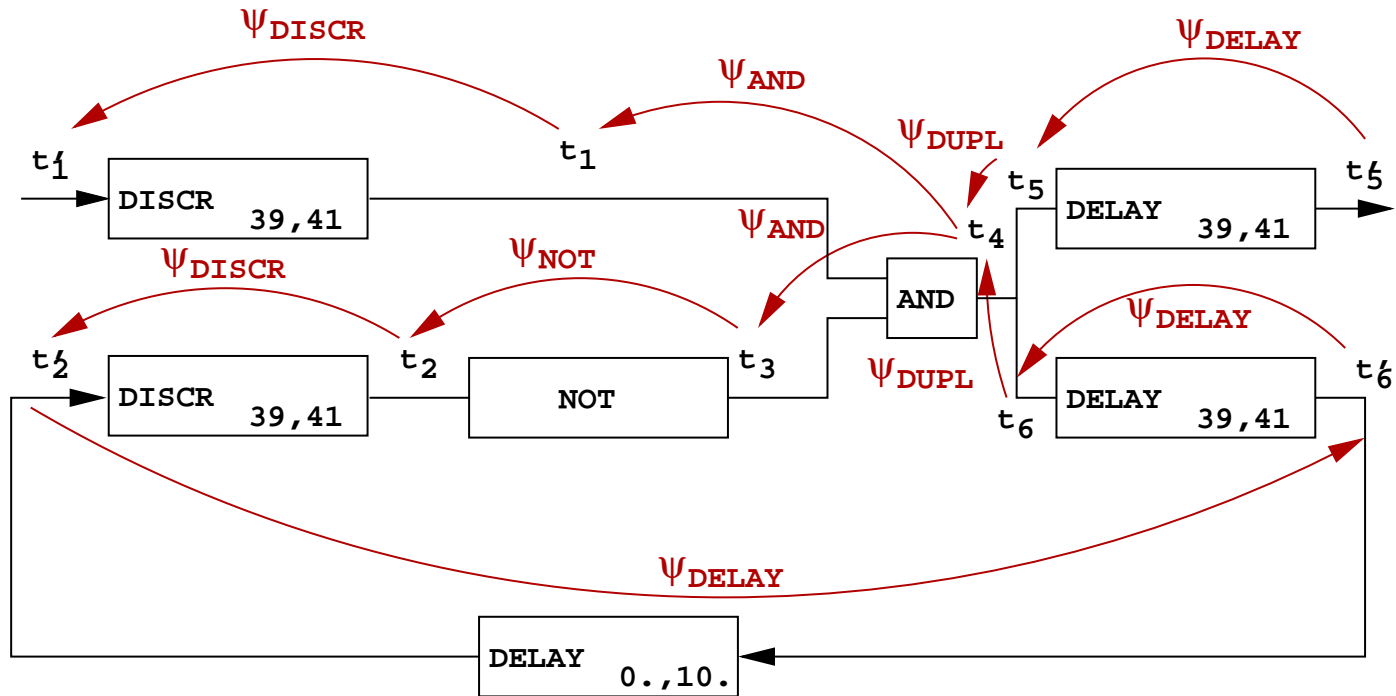 ψDISCR
ψDELAY
ψAND
ψDUPL
t′1
t1
t5
t′5
DISCR
39,41
DELAY
39,41
ψAND
t4
ψDISCR
ψNOT
AND
ψDELAY
t′2
t2
t3
ψDUPL
t′6
DISCR
39,41
NOT
t6
DELAY
39,41
ψDELAY
DELAY
0.,10.